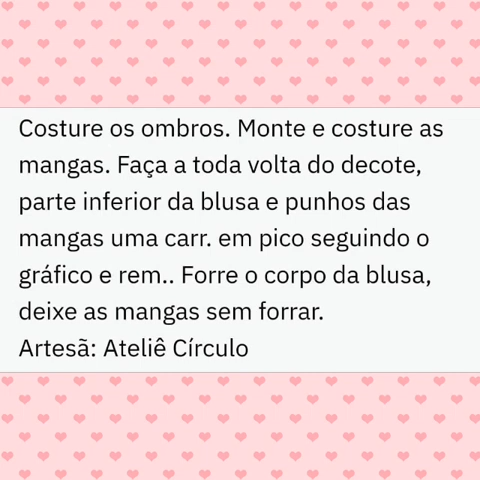 Costure os ombros. Monte e costure as
mangas. Faça a toda volta do decote,
parte inferior da blusa e punhos das
mangas uma carr. em pico seguindo o
gráfico e rem.. Forre o corpo da blusa,
deixe as mangas sem forrar.
Artesã: Ateliê Círculo